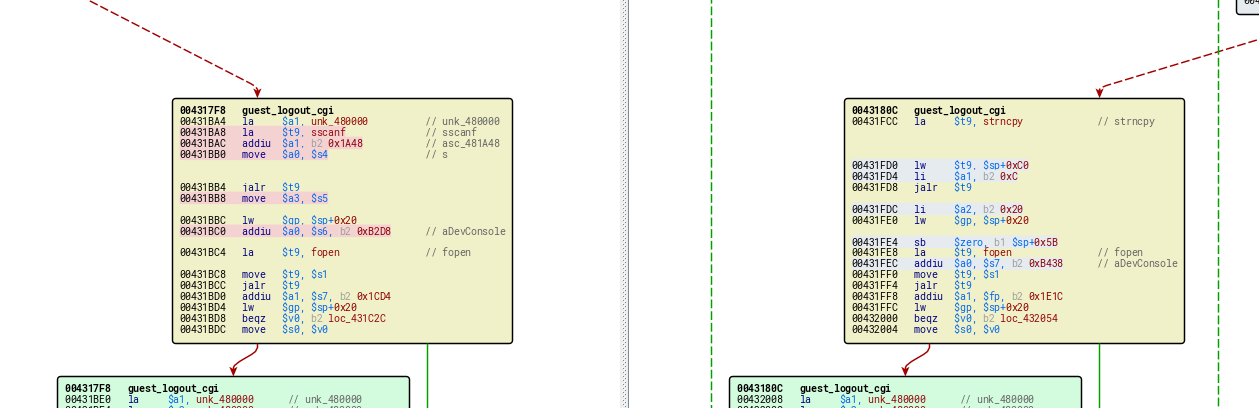 004317F8 guest_logout_cgi
00431BA4 la $a1, unk_480000 // unk_480000
00431BA8 la $t9, sscanf // sscanf
00431BAC addiu $a1, b2 0x1A48 // asc_481A48
00431BB0 move $a0, $s4 // s
00431BB4 jalr $t9
00431BB8 move $a3, $s5
00431BBC lw $gp, $sp+0x20
00431BC0 addiu $a0, $s6, b2 0xB2D8 // aDevConsole
00431BC4 la $t9, fopen // fopen
00431BC8 move $t9, $s1
00431BCC jalr $t9
00431BD0 addiu $a1, $s7, b2 0x1CD4
00431BD4 lw $gp, $sp+0x20
00431BD8 beqz $v0, b2 loc_431C2C
00431BDC move $s0, $v0
004317F8 guest_logout_cgi
00431BE0 la $a1, unk_480000 // unk_480000
0043180C guest_logout_cgi
00431FCC la $t9, strncpy // strncpy
00431FD0 lw $t9, $sp+0xC0
00431FD4 li $a1, b2 0xC
00431FD8 jalr $t9
00431FDC li $a2, b2 0x20
00431FE0 lw $gp, $sp+0x20
00431FE4 sb $zero, b1 $sp+0x5B
00431FE8 la $t9, fopen // fopen
00431FEC addiu $a0, $s7, b2 0xB438 // aDevConsole
00431FF0 move $t9, $s1
00431FF4 jalr $t9
00431FF8 addiu $a1, $fp, b2 0x1E1C
00431FFC lw $gp, $sp+0x20
00432000 beqz $v0, b2 loc_432054
00432004 move $s0, $v0
0043180C guest_logout_cgi
00432008 la $a1, unk_480000 // unk_480000